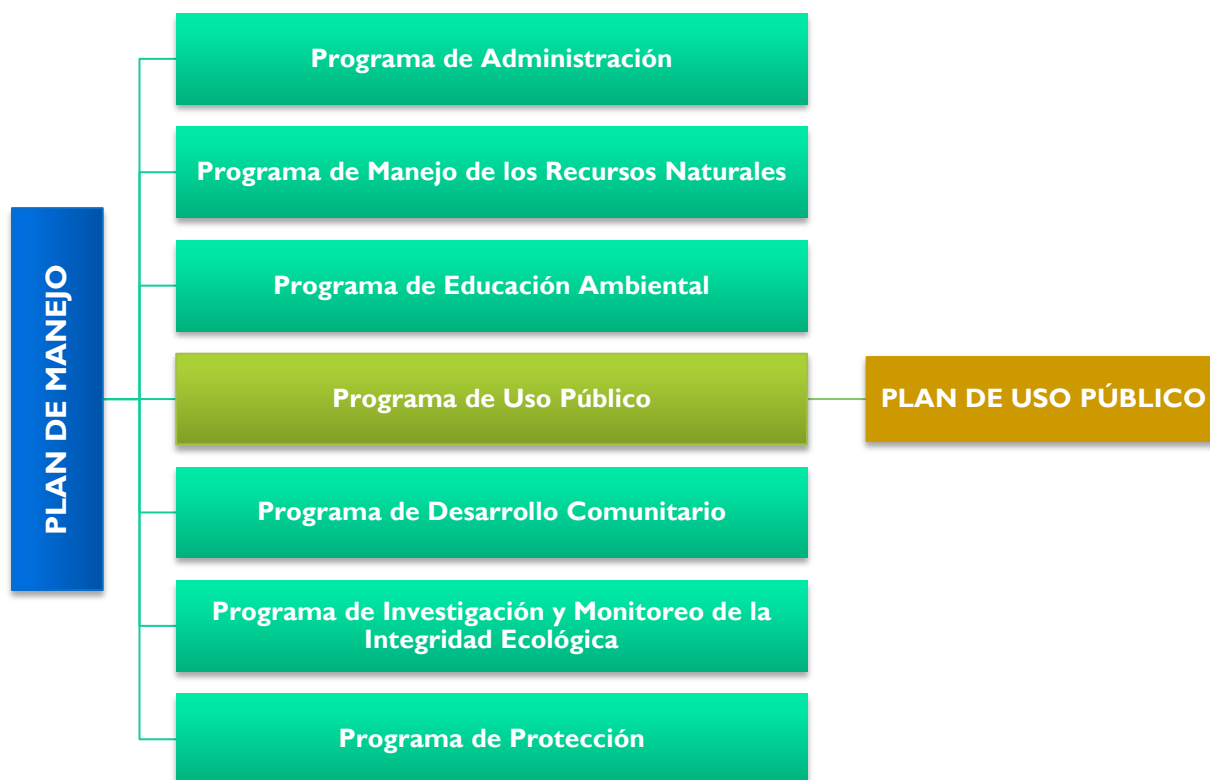 PLAN DE MANEJO
Programa de Administración
Programa de Manejo de los Recursos Naturales
Programa de Educación Ambiental
Programa de Uso Público
PLAN DE USO PÚBLICO
Programa de Desarrollo Comunitario
Programa de Investigación y Monitoreo de la
Integridad Ecológica
Programa de Protección